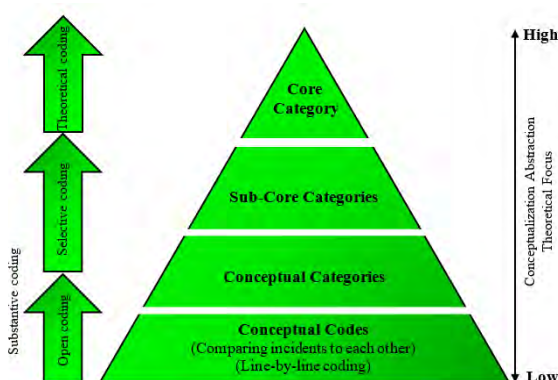 Theoretical coding
Selective coding
Substantive coding
Open coding
Core
Category
Sub-Core Categories
Conceptual Categories
Conceptual Codes
(Comparing incidents to each other)
(Line-by-line coding)
High
Conceptualization Abstraction
Theoretical Focus
Low